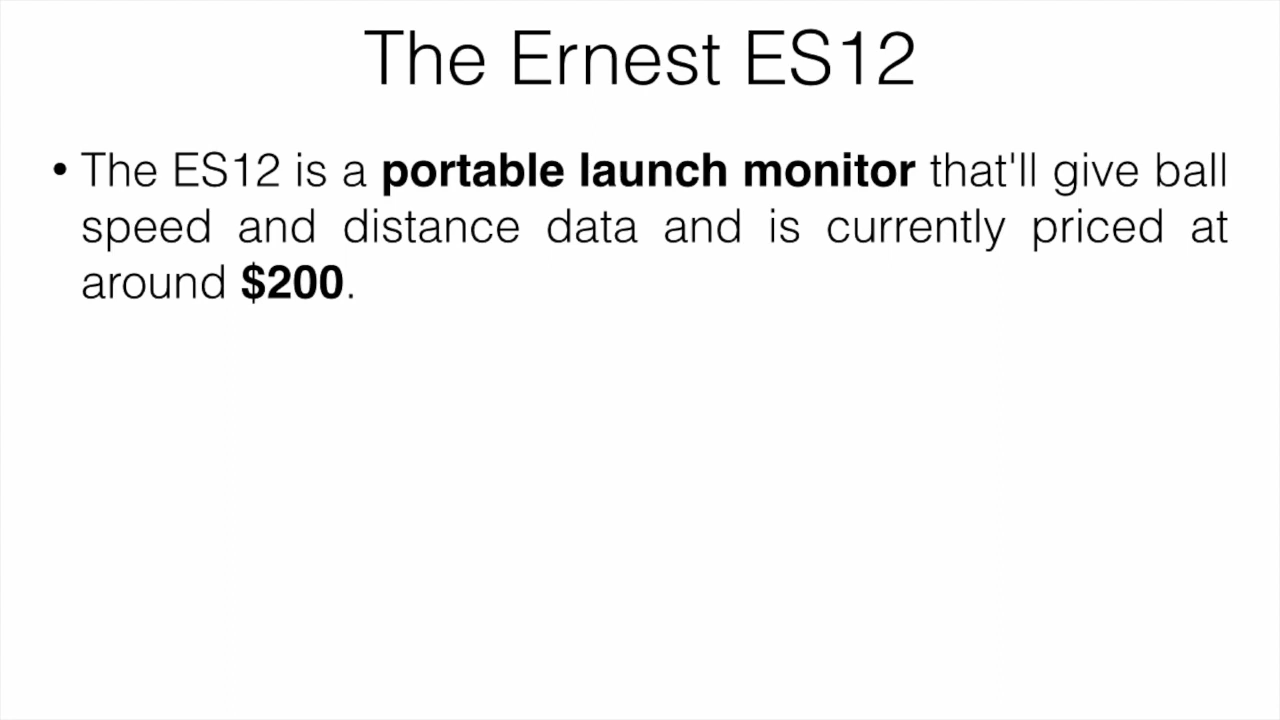 The Ernest ES12
• The ES12 is a portable launch monitor that'll give ball
speed and distance data and is currently priced at
around $200.